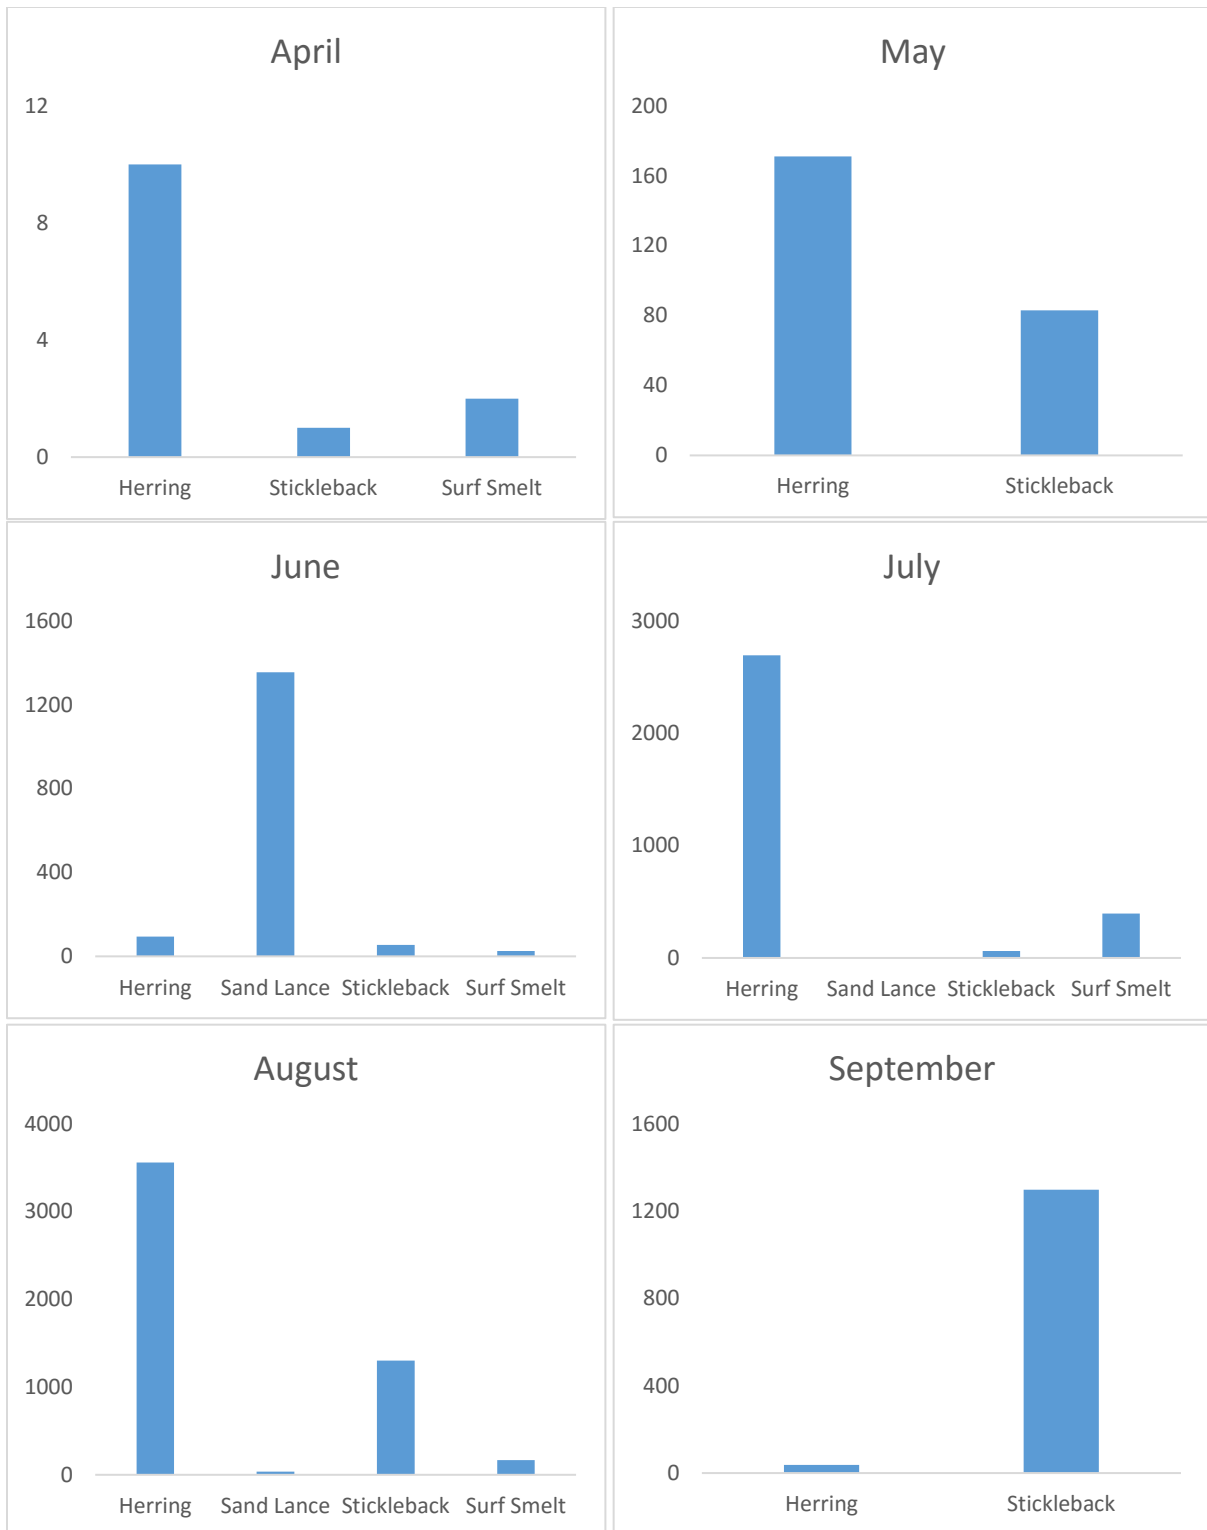 April
12
8
4
0
Herring Stickleback Surf Smelt
May
200
160
120
80
40
0
Herring Stickleback
June
1600
1200
800
400
0
Herring Sand Lance Stickleback Surf Smelt
July
3000
2000
1000
0
Herring Sand Lance Stickleback Surf Smelt
August
4000
3000
2000
1000
0
Herring Sand Lance Stickleback Surf Smelt
September
1600
1200
800
400
0
Herring Stickleback